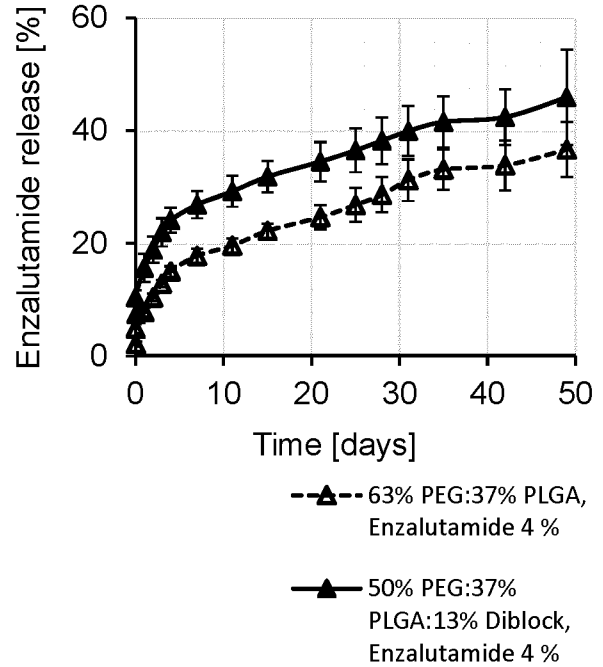 Enzalutamide release [%]
60
40
20
0
0 10 20 30 40 50
Time [days]
63% PEG:37% PLGA,
Enzalutamide 4 %
50% PEG:37%
PLGA:13% Diblock,
Enzalutamide 4 %